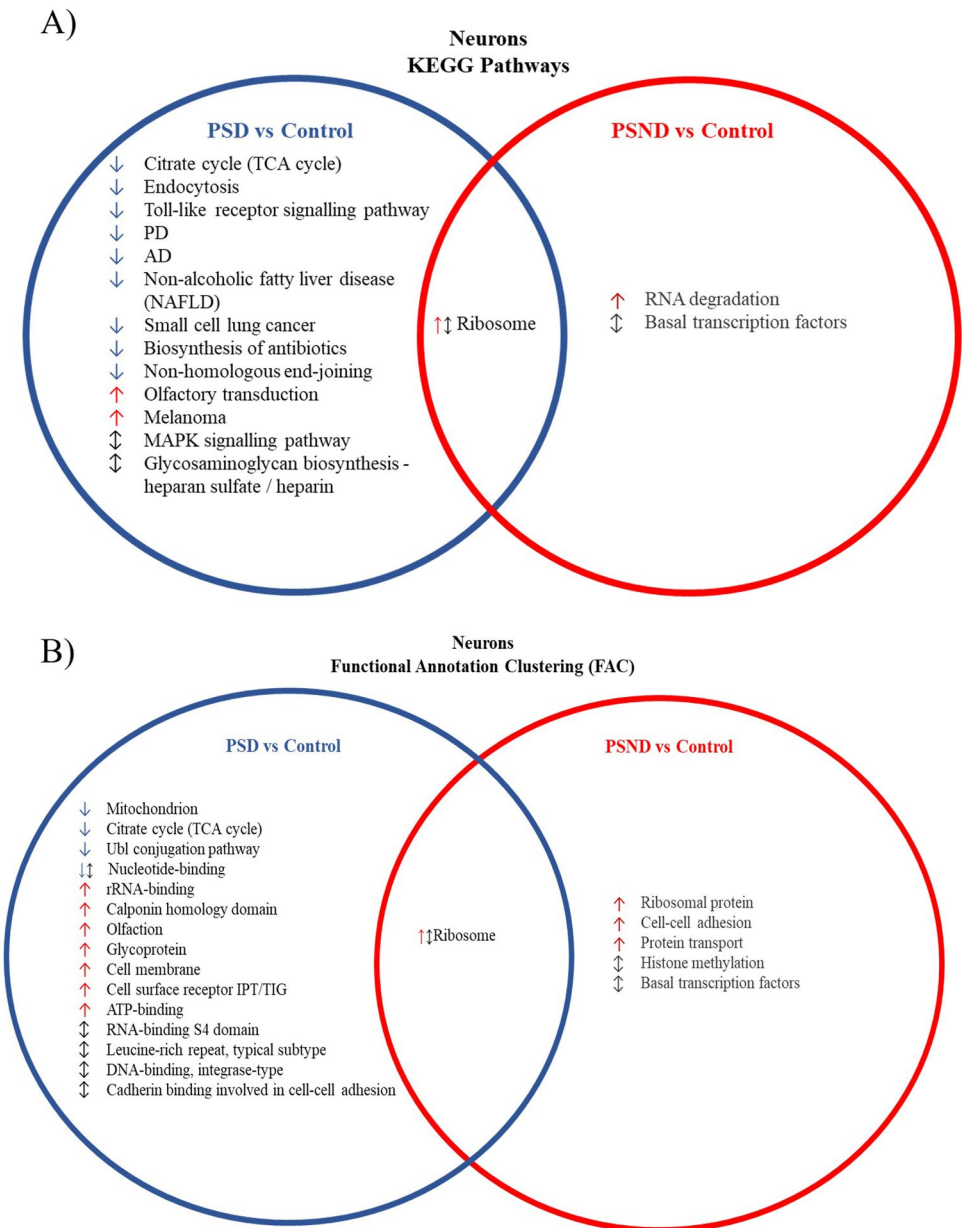 A)
Neurons
KEGG Pathways
PSD vs Control
↓ Citrate cycle (TCA cycle)
↓ Endocytosis
↓ Toll-like receptor signalling pathway
↓ PD
↓ AD
↓ Non-alcoholic fatty liver disease
(NAFLD)
↓ Small cell lung cancer
↓ Biosynthesis of antibiotics
↓ Non-homologous end-joining
↑ Olfactory transduction
↑ Melanoma
↕ MAPK signalling pathway
↕ Glycosaminoglycan biosynthesis -
heparan sulfate / heparin
↑↕ Ribosome
PSND vs Control
↑ RNA degradation
↕ Basal transcription factors
B)
Neurons
Functional Annotation Clustering (FAC)
PSD vs Control
↓ Mitochondrion
↓ Citrate cycle (TCA cycle)
↓ Ubl conjugation pathway
↓↕ Nucleotide-binding
↑ rRNA-binding
↑ Calponin homology domain
↑ Olfaction
↑ Glycoprotein
↑ Cell membrane
↑ Cell surface receptor IPT/TIG
↑ ATP-binding
↕ RNA-binding S4 domain
↕ Leucine-rich repeat, typical subtype
↕ DNA-binding, integrase-type
↕ Cadherin binding involved in cell-cell adhesion
↑↕Ribosome
PSND vs Control
↑ Ribosomal protein
↑ Cell-cell adhesion
↑ Protein transport
↕ Histone methylation
↕ Basal transcription factors